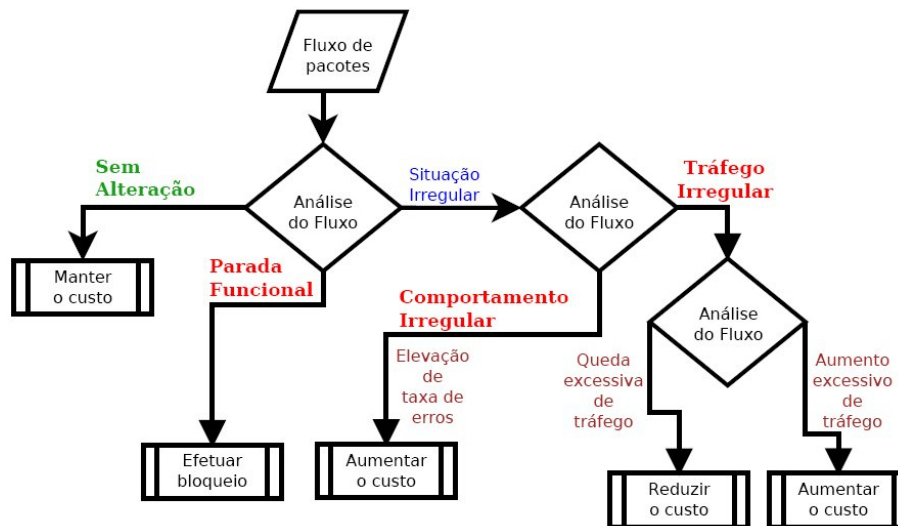 Fluxo de
pacotes
Sem
Alteração
Análise
do Fluxo
Situação
Irregular
Análise
do Fluxo
Tráfego
Irregular
Manter
o custo
Parada
Funcional
Comportamento
Irregular
Análise
do Fluxo
Elevação
de
taxa de
erros
Queda
excessiva
de
tráfego
Aumento
excessivo
de
tráfego
Efetuar
bloqueio
Aumentar
o custo
Reduzir
o custo
Aumentar
o custo